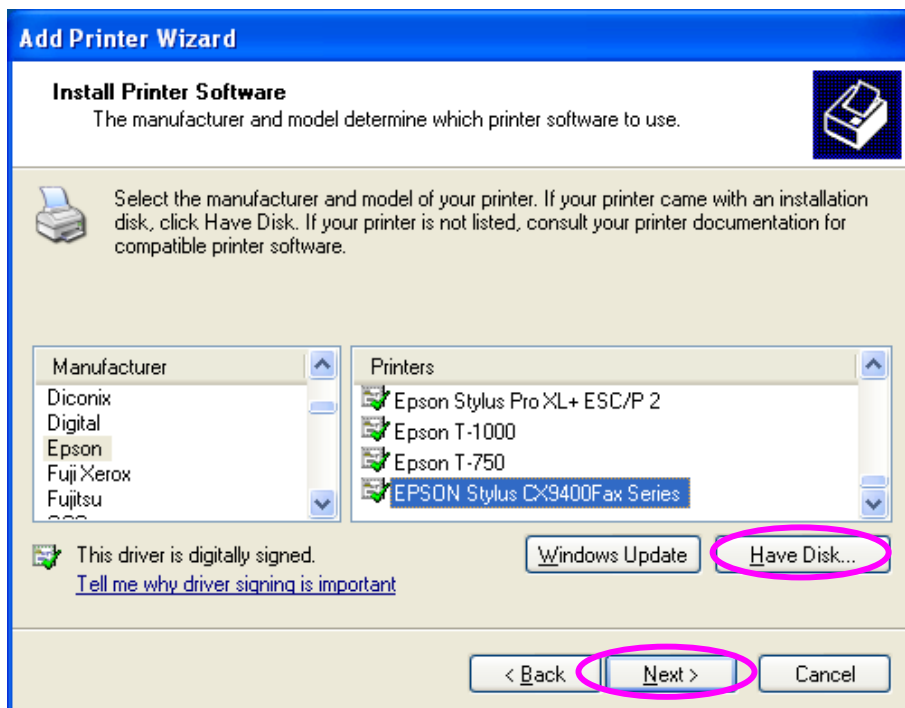 Add Printer Wizard
Install Printer Software
The manufacturer and model determine which printer software to use.
Select the manufacturer and model of your printer. If your printer came with an installation
disk, click Have Disk. If your printer is not listed, consult your printer documentation for
compatible printer software.
Manufacturer
Diconix
Digital
Epson
Fuji Xerox
Fujitsu
Printers
Epson Stylus Pro XL+ ESC/P 2
Epson T-1000
Epson T-750
EPSON Stylus CX9400Fax Series
This driver is digitally signed.
Tell me why driver signing is important
Windows Update
Have Disk...
< Back
Next >
Cancel